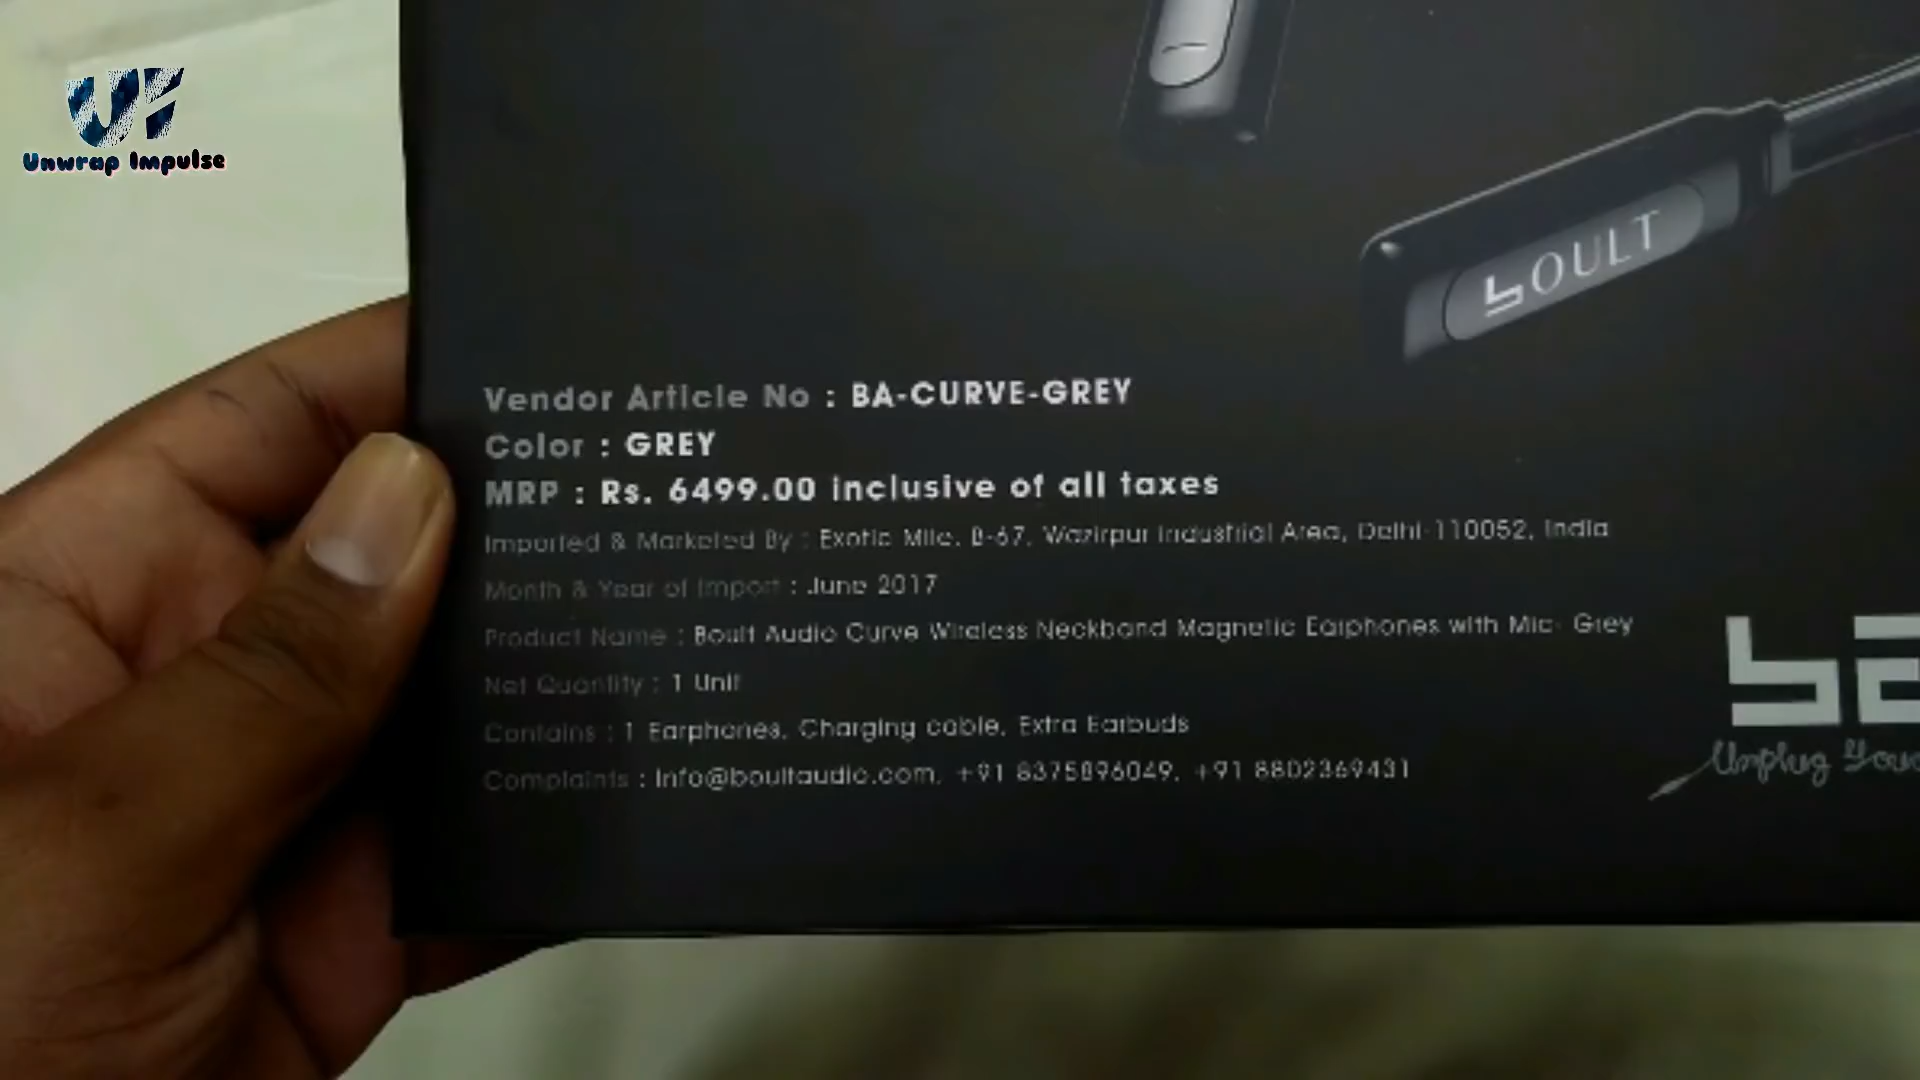 UI
Unwrap Impulse
BOULT
Vendor Article No : BA-CURVE-GREY
Color : GREY
MRP : Rs. 6499.00 inclusive of all taxes
Imported & Marketed By : Exotic Mile, B-67, Wazirpur Industrial Area, Delhi-110052, India
Month & Year of Import : June 2017
Product Name : Boult Audio Curve Wireless Neckband Magnetic Earphones with Mic- Grey
Net Quantity : 1 Unit
Contains : 1 Earphones, Charging cable, Extra Earbuds
Complaints : info@boultaudio.com, +91 8375896049, +91 8802369431
Unplug